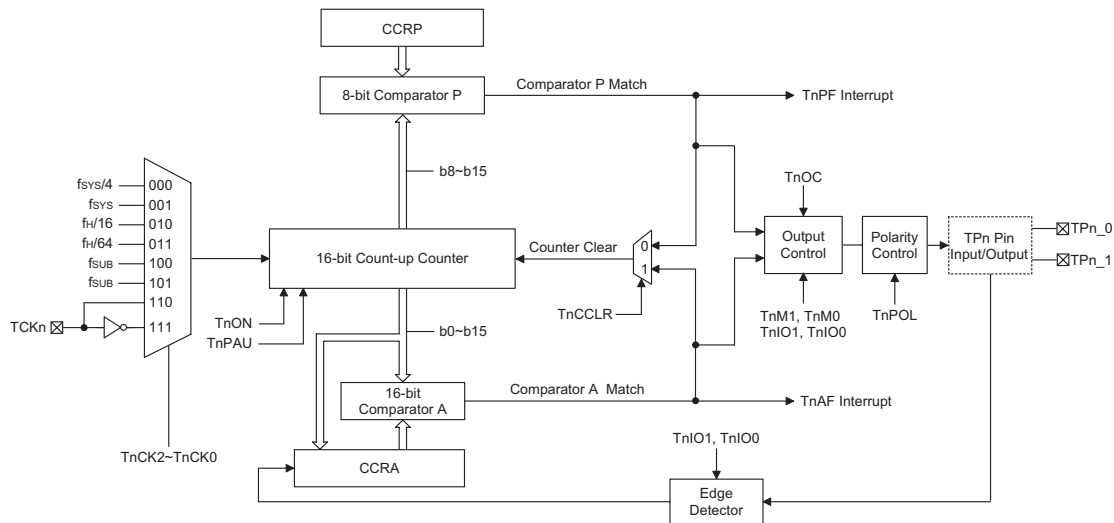 CCRP
8-bit Comparator P
Comparator P Match
TnPF Interrupt
b8~b15
fSYS/4
000
fSYS
001
fH/16
010
fH/64
011
fSUB
100
fSUB
101
110
111
TCKn
TnCK2~TnCK0
16-bit Count-up Counter
TnON
TnPAU
Counter Clear
0
1
TnCCLR
b0~b15
TnOC
Output
Control
TnM1, TnM0
TnIO1, TnIO0
Polarity
Control
TnPOL
TPn Pin
Input/Output
TPn_0
TPn_1
16-bit
Comparator A
Comparator A Match
TnAF Interrupt
CCRA
TnIO1, TnIO0
Edge
Detector